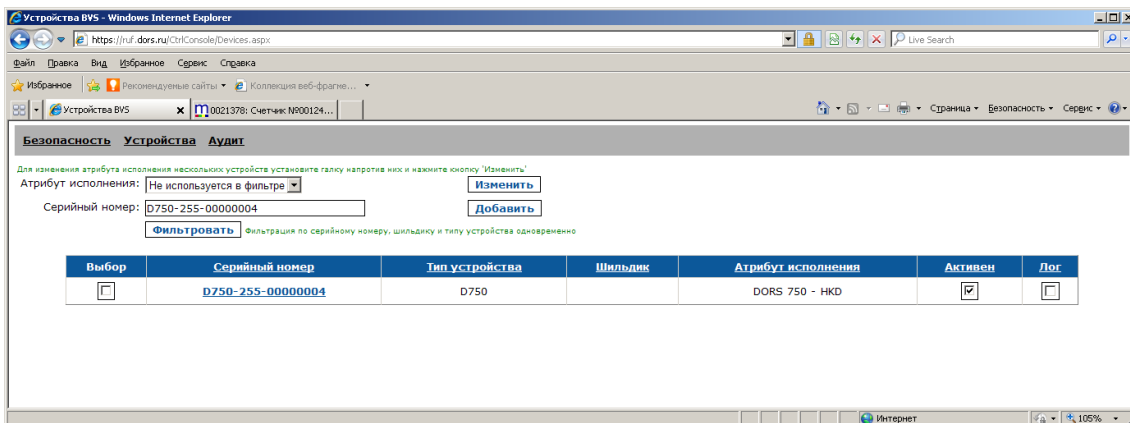 Устройства BVS - Windows Internet Explorer
https://ruf.dors.ru/CtrlConsole/Devices.aspx
Live Search
Файл Правка Вид Избранное Сервис Справка
Избранное Рекомендуемые сайты Коллекция веб-фрагме...
Устройства BVS 0021378: Счетчик №00124... Страница Безопасность Сервис
Безопасность Устройства Аудит
Для изменения атрибута исполнения нескольких устройств установите галку напротив них и нажмите кнопку 'Изменить'
Атрибут исполнения: Не используется в фильтре Изменить
Серийный номер: D750-255-00000004 Добавить
Фильтровать Фильтрация по серийному номеру, шильдику и типу устройства одновременно
Выбор Серийный номер Тип устройства Шильдик Атрибут исполнения Активен Лог
D750-255-00000004 D750 DORS 750 - HKD
Интернет 105%